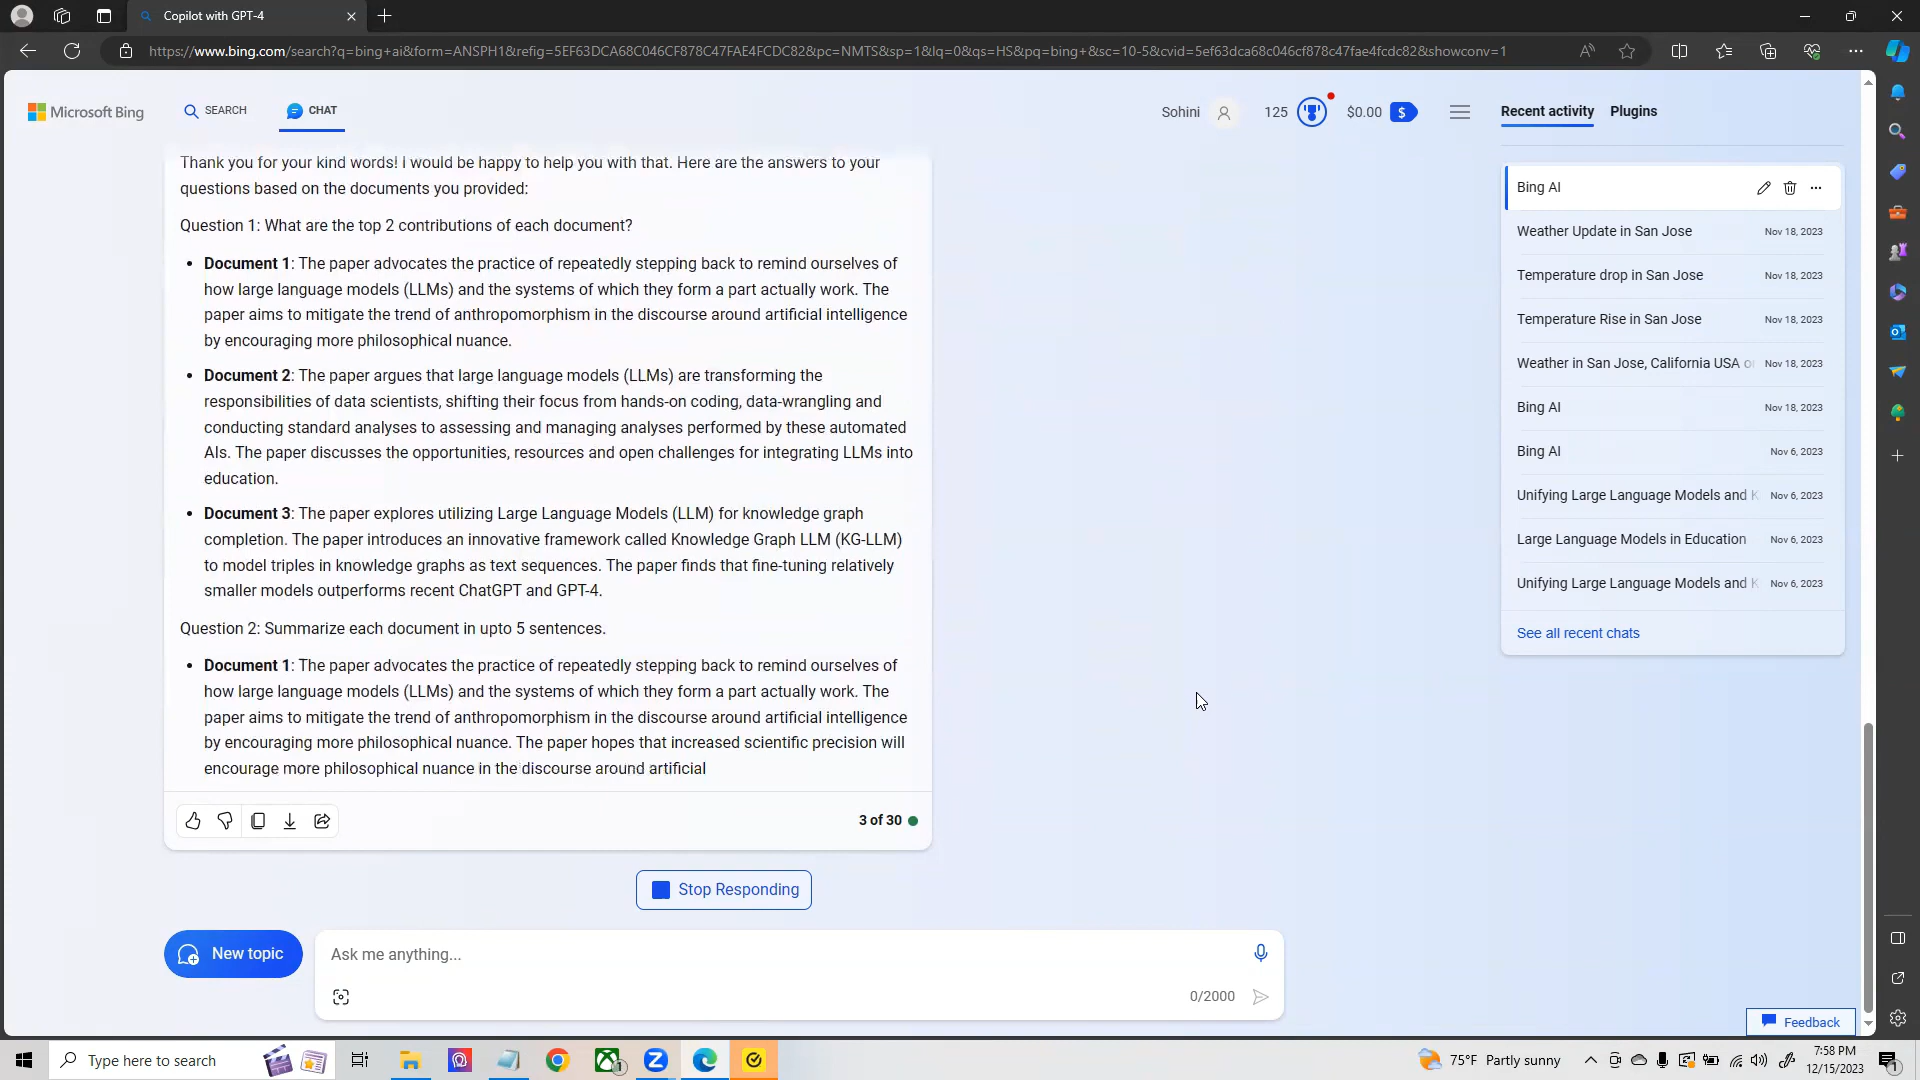 Copilot with GPT-4
https://www.bing.com/search?q=bing+ai&form=ANSPH1&refig=5EF63DCA68C046CF878C47FAE4FCDC82&pc=NMTS&sp=1&lq=0&qs=HS&pq=bing+&sc=10-5&cvid=5ef63dca68c046cf878c47fae4fcdc82&showconv=1
Microsoft Bing
SEARCH
CHAT
Sohini
125
$0.00
$
Recent activity
Plugins
Thank you for your kind words! I would be happy to help you with that. Here are the answers to your
questions based on the documents you provided:
Question 1: What are the top 2 contributions of each document?
• Document 1: The paper advocates the practice of repeatedly stepping back to remind ourselves of
how large language models (LLMs) and the systems of which they form a part actually work. The
paper aims to mitigate the trend of anthropomorphism in the discourse around artificial intelligence
by encouraging more philosophical nuance.
• Document 2: The paper argues that large language models (LLMs) are transforming the
responsibilities of data scientists, shifting their focus from hands-on coding, data-wrangling and
conducting standard analyses to assessing and managing analyses performed by these automated
AIs. The paper discusses the opportunities, resources and open challenges for integrating LLMs into
education.
• Document 3: The paper explores utilizing Large Language Models (LLM) for knowledge graph
completion. The paper introduces an innovative framework called Knowledge Graph LLM (KG-LLM)
to model triples in knowledge graphs as text sequences. The paper finds that fine-tuning relatively
smaller models outperforms recent ChatGPT and GPT-4.
Question 2: Summarize each document in upto 5 sentences.
• Document 1: The paper advocates the practice of repeatedly stepping back to remind ourselves of
how large language models (LLMs) and the systems of which they form a part actually work. The
paper aims to mitigate the trend of anthropomorphism in the discourse around artificial intelligence
by encouraging more philosophical nuance. The paper hopes that increased scientific precision will
encourage more philosophical nuance in the discourse around artificial
3 of 30
Stop Responding
New topic
Ask me anything...
0/2000
Bing AI
Weather Update in San Jose Nov 18, 2023
Temperature drop in San Jose Nov 18, 2023
Temperature Rise in San Jose Nov 18, 2023
Weather in San Jose, California USA Nov 18, 2023
Bing AI Nov 18, 2023
Bing AI Nov 6, 2023
Unifying Large Language Models and Nov 6, 2023
Large Language Models in Education Nov 6, 2023
Unifying Large Language Models and Nov 6, 2023
See all recent chats
Feedback
Type here to search
75°F Partly sunny
7:58 PM
12/15/2023